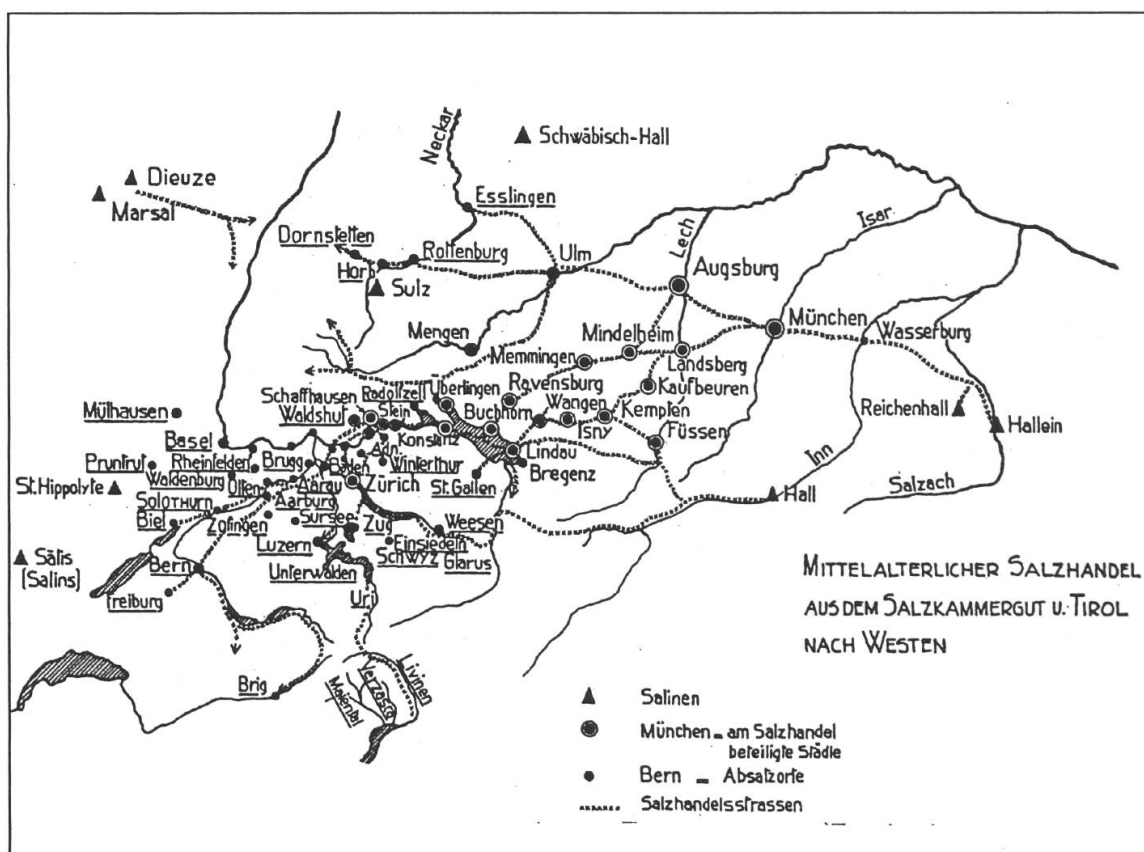 Neckar
Schwäbisch-Hall
Dieuze
Marsal
Esslingen
Isar
Lech
Dornstetten
Rottenburg
Horb
Ulm
Augsburg
Sulz
München
Mengen
Mindelheim
Wasserburg
Memmingen
Landsberg
Schaffhausen
Radolfzell
Überlingen
Ravensburg
Kaufbeuren
Mülhausen
Waldshut
Stein
Buchhorn
Wangen
Kempten
Reichenhall
Hallein
Basel
Konstanz
Isny
Füssen
Adn.
Lindau
Inn
Pruntrut
Rheinfelden
Brugg
Baden
Winterthur
Bregenz
Waldenburg
St.Gallen
St.Hippolyte
Olten
Aarau
Zürich
Hall
Salzach
Solothurn
Aarburg
Biel
Zofingen
Sursee
Zug
Weesen
Luzern
Einsiedeln
Sälis
(Salins)
Schwyz
Glarus
Bern
Unterwalden
Freiburg
Uri
Brig
Livinen
Verzasca
Maiental
MITTELALTERLICHER SALZHANDEL
AUS DEM SALZKAMMERGUT U. TIROL
NACH WESTEN
Salinen
München - am Salzhandel
beteiligte Städte
Bern - Absatzorte
Salzhandelsstrassen